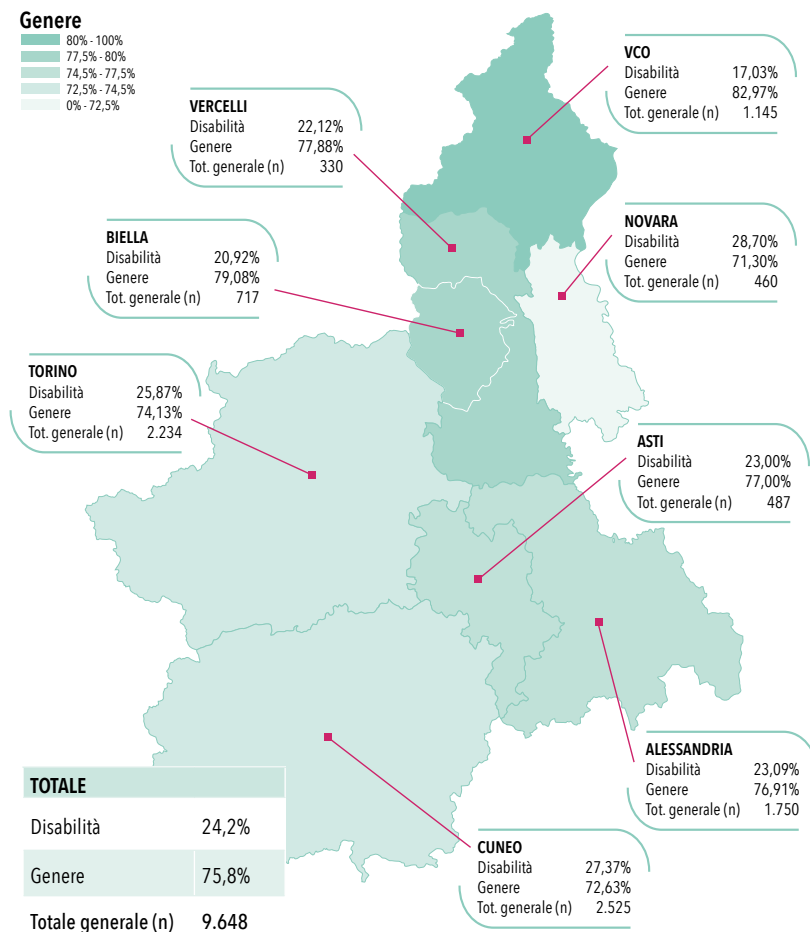 Genere
80% - 100%
77,5% - 80%
74,5% - 77,5%
72,5% - 74,5%
0% - 72,5%
VCO
Disabilità 17,03%
Genere 82,97%
Tot. generale (n) 1.145
VERCELLI
Disabilità 22,12%
Genere 77,88%
Tot. generale (n) 330
NOVARA
Disabilità 28,70%
Genere 71,30%
Tot. generale (n) 460
BIELLA
Disabilità 20,92%
Genere 79,08%
Tot. generale (n) 717
TORINO
Disabilità 25,87%
Genere 74,13%
Tot. generale (n) 2.234
ASTI
Disabilità 23,00%
Genere 77,00%
Tot. generale (n) 487
ALESSANDRIA
Disabilità 23,09%
Genere 76,91%
Tot. generale (n) 1.750
CUNEO
Disabilità 27,37%
Genere 72,63%
Tot. generale (n) 2.525
TOTALE
Disabilità 24,2%
Genere 75,8%
Totale generale (n) 9.648